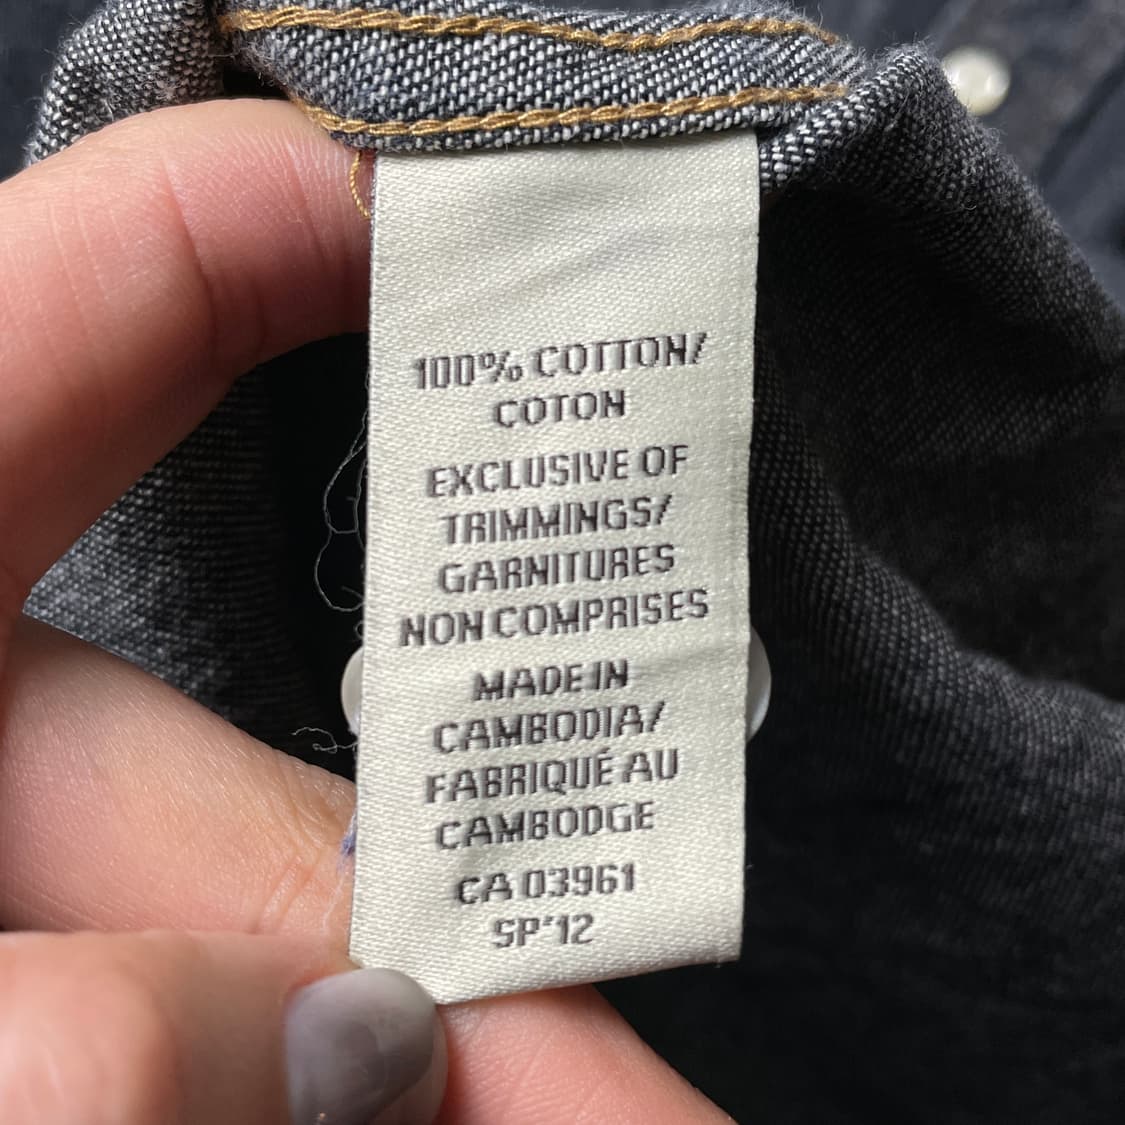 100% COTTON/
COTON
EXCLUSIVE OF
TRIMMINGS/
GARNITURES
NON COMPRISES
MADE IN
CAMBODIA/
FABRIQUÉ AU
CAMBODGE
CA 03961
SP'12